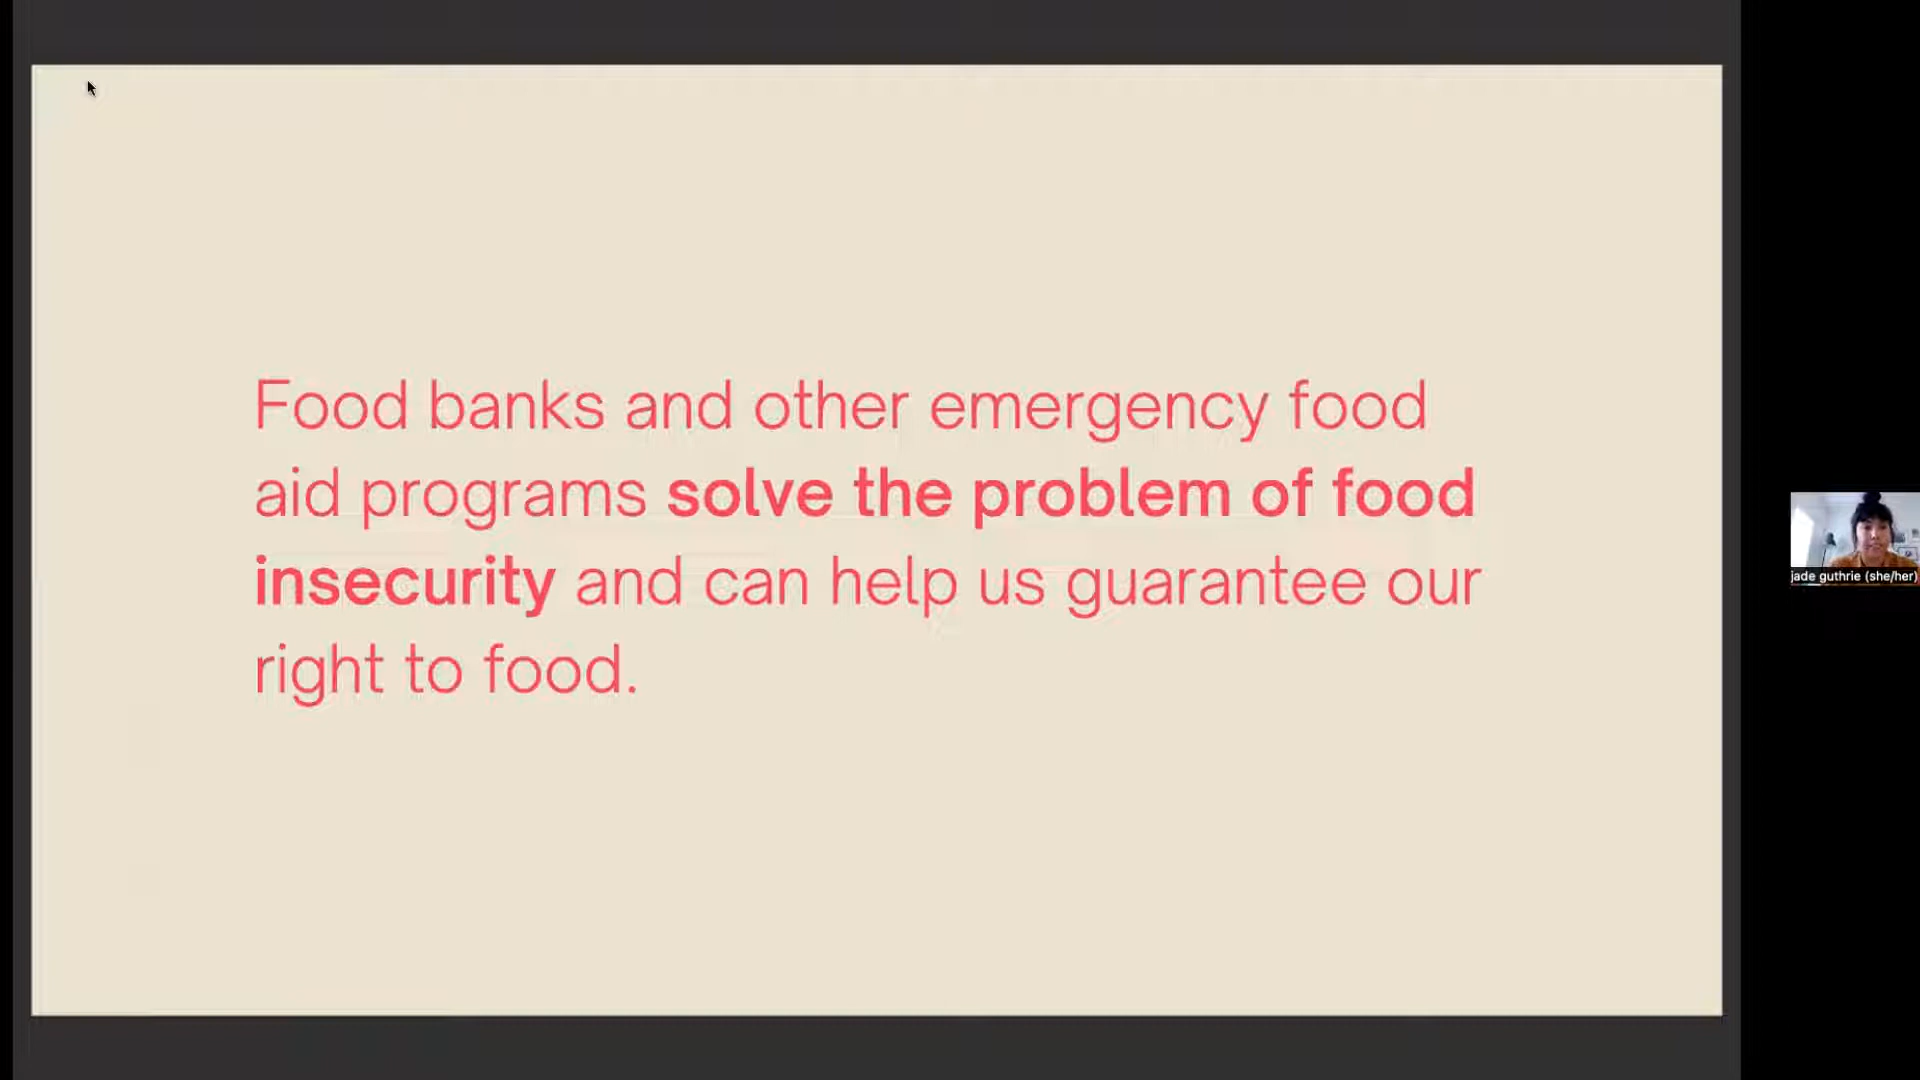 Food banks and other emergency food
aid programs solve the problem of food
insecurity and can help us guarantee our
right to food.
jade guthrie (she/her)